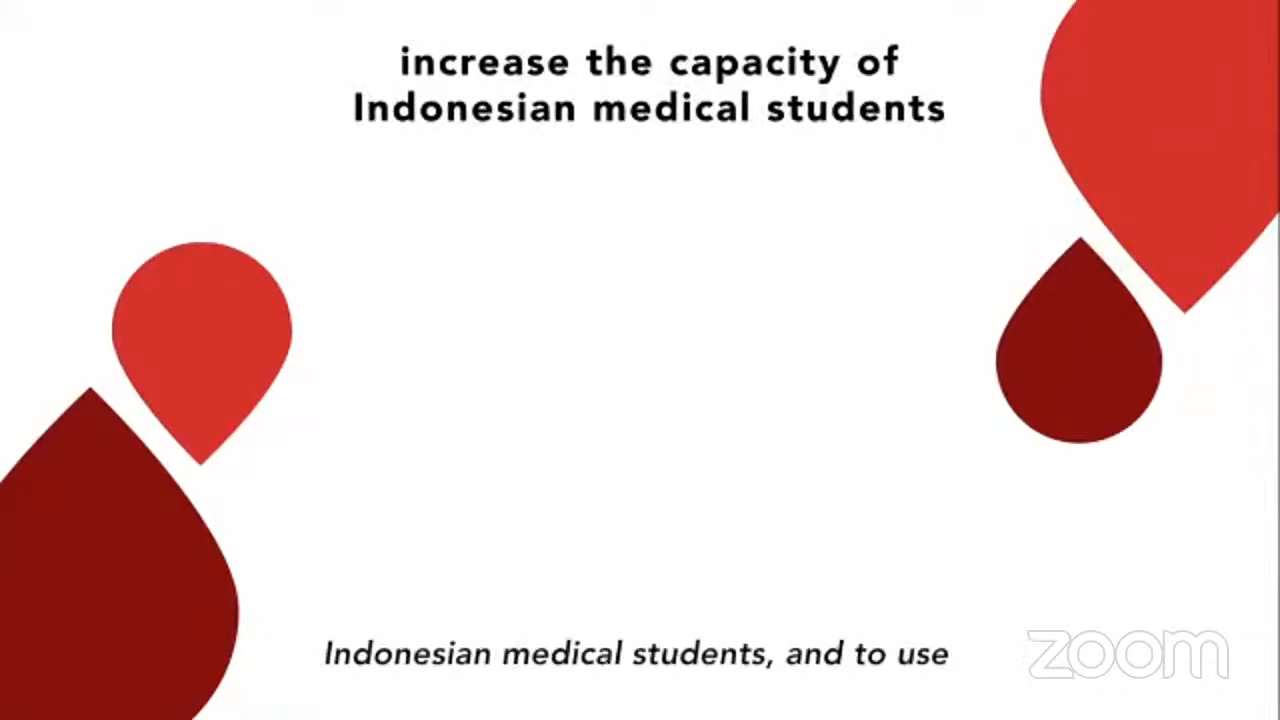 increase the capacity of
Indonesian medical students
Indonesian medical students, and to use
zoom